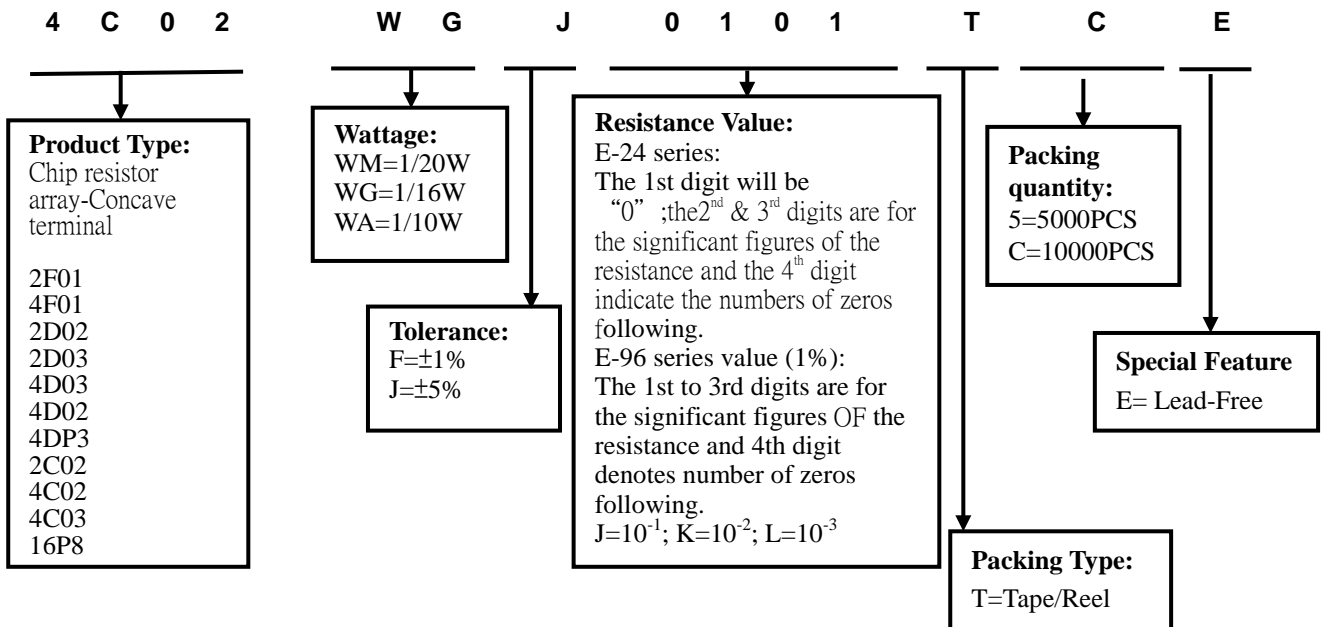 4 C 0 2 W G J 0 1 0 1 T C E
Product Type:
Chip resistor
array-Concave
terminal
2F01
4F01
2D02
2D03
4D03
4D02
4DP3
2C02
4C02
4C03
16P8
Wattage:
WM=1/20W
WG=1/16W
WA=1/10W
Tolerance:
F=±1%
J=±5%
Resistance Value:
E-24 series:
The 1st digit will be
“0” ;the2nd & 3rd digits are for
the significant figures of the
resistance and the 4th digit
indicate the numbers of zeros
following.
E-96 series value (1%):
The 1st to 3rd digits are for
the significant figures OF the
resistance and 4th digit
denotes number of zeros
following.
J=10-1; K=10-2; L=10-3
Packing Type:
T=Tape/Reel
Packing
quantity:
5=5000PCS
C=10000PCS
Special Feature
E= Lead-Free